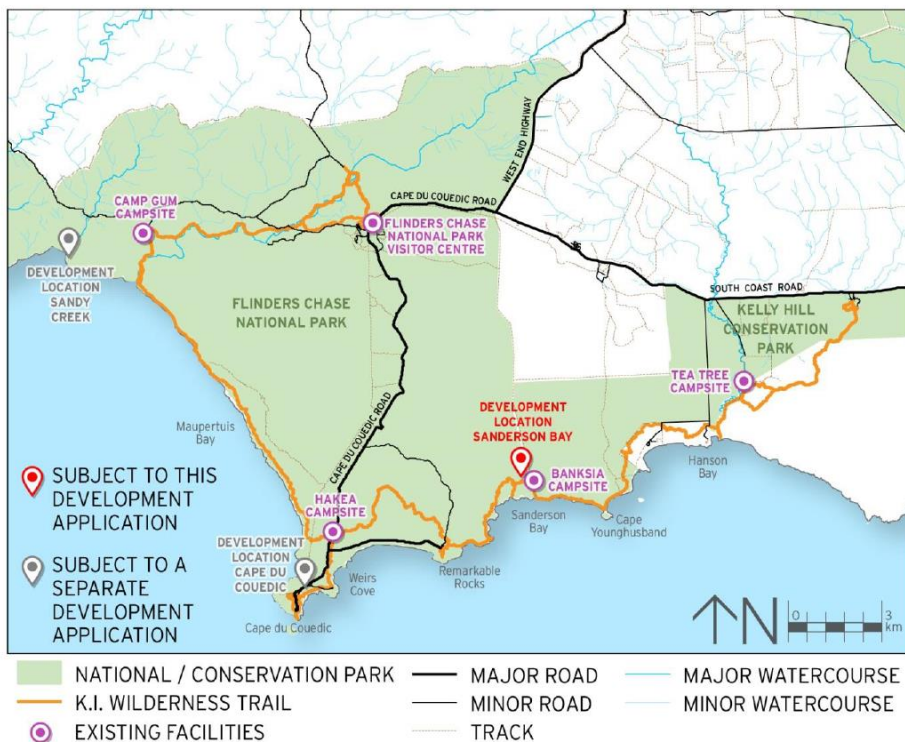 WEST END HIGHWAY
CAPE DU COUEDIC ROAD
CAMP GUM
CAMPSITE
FLINDERS CHASE
NATIONAL PARK
VISITOR CENTRE
DEVELOPMENT
LOCATION
SANDY
CREEK
FLINDERS CHASE
NATIONAL PARK
SOUTH COAST ROAD
KELLY HILL
CONSERVATION
PARK
TEA TREE
CAMPSITE
CAPE DU COUEDIC ROAD
DEVELOPMENT
LOCATION
SANDERSON BAY
Maupertuis
Bay
Hanson
Bay
SUBJECT TO THIS
DEVELOPMENT
APPLICATION
HAKEA
CAMPSITE
BANKSIA
CAMPSITE
Sanderson
Bay
Cape
Younghusband
DEVELOPMENT
LOCATION
CAPE DU
COUEDIC
Weirs
Cove
Remarkable
Rocks
SUBJECT TO A
SEPARATE
DEVELOPMENT
APPLICATION
Cape du Couedic
N
0 3
km
NATIONAL / CONSERVATION PARK
MAJOR ROAD
MAJOR WATERCOURSE
K.I. WILDERNESS TRAIL
MINOR ROAD
MINOR WATERCOURSE
EXISTING FACILITIES
TRACK